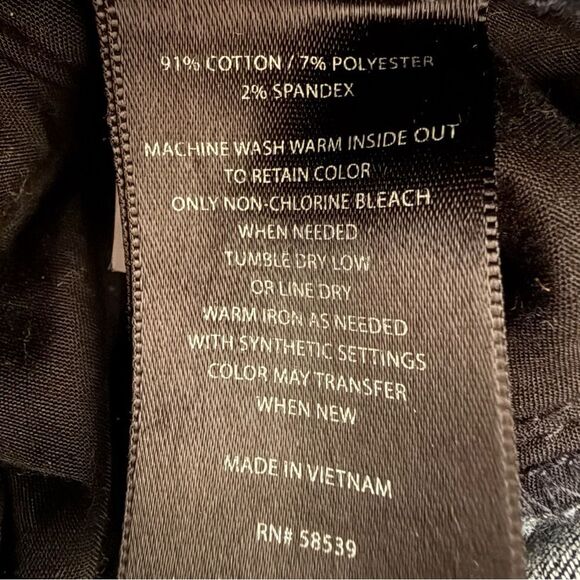 91% COTTON / 7% POLYESTER
2% SPANDEX
MACHINE WASH WARM INSIDE OUT
TO RETAIN COLOR
ONLY NON-CHLORINE BLEACH
WHEN NEEDED
TUMBLE DRY LOW
OR LINE DRY
WARM IRON AS NEEDED
WITH SYNTHETIC SETTINGS
COLOR MAY TRANSFER
WHEN NEW
MADE IN VIETNAM
RN# 58539